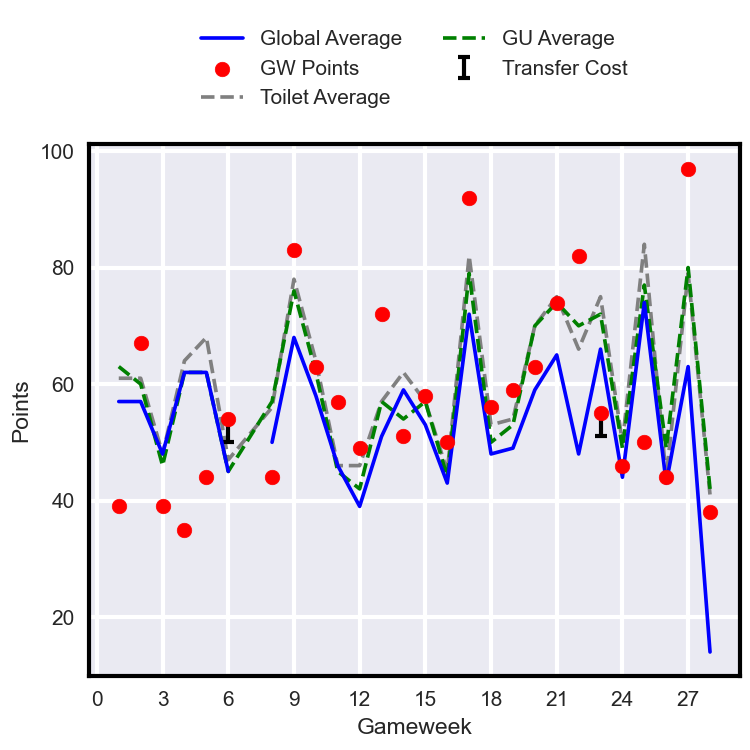 Global Average
GW Points
Toilet Average
GU Average
Transfer Cost
100
80
60
40
20
Points
0 3 6 9 12 15 18 21 24 27
Gameweek